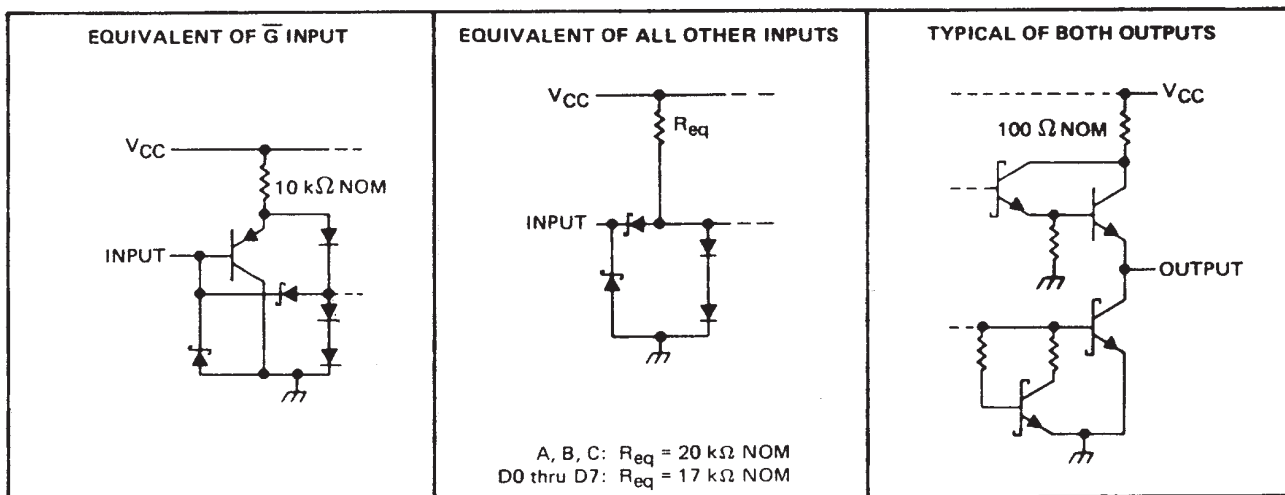 EQUIVALENT OF G̅ INPUT
VCC
10 kΩ NOM
INPUT
EQUIVALENT OF ALL OTHER INPUTS
VCC
Req
INPUT
A, B, C: Req = 20 kΩ NOM
D0 thru D7: Req = 17 kΩ NOM
TYPICAL OF BOTH OUTPUTS
VCC
100 Ω NOM
OUTPUT